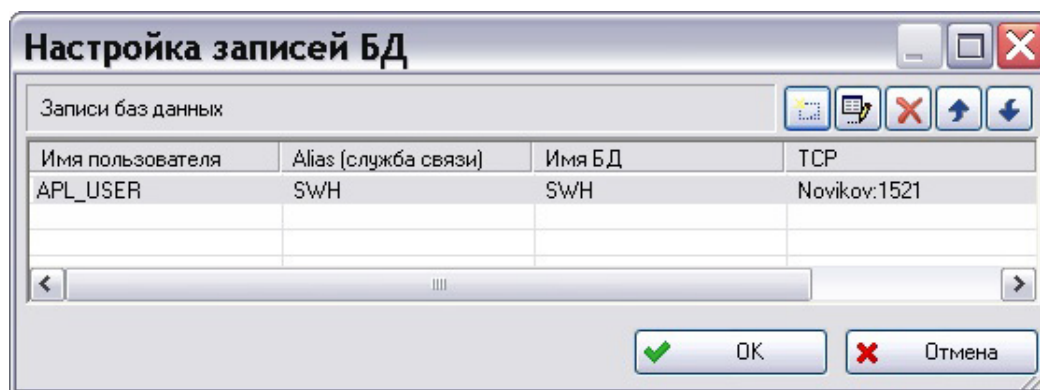 Настройка записей БД
Записи баз данных
Имя пользователя Alias (служба связи) Имя БД TCP
APL_USER SWH SWH Novikov:1521
OK Отмена